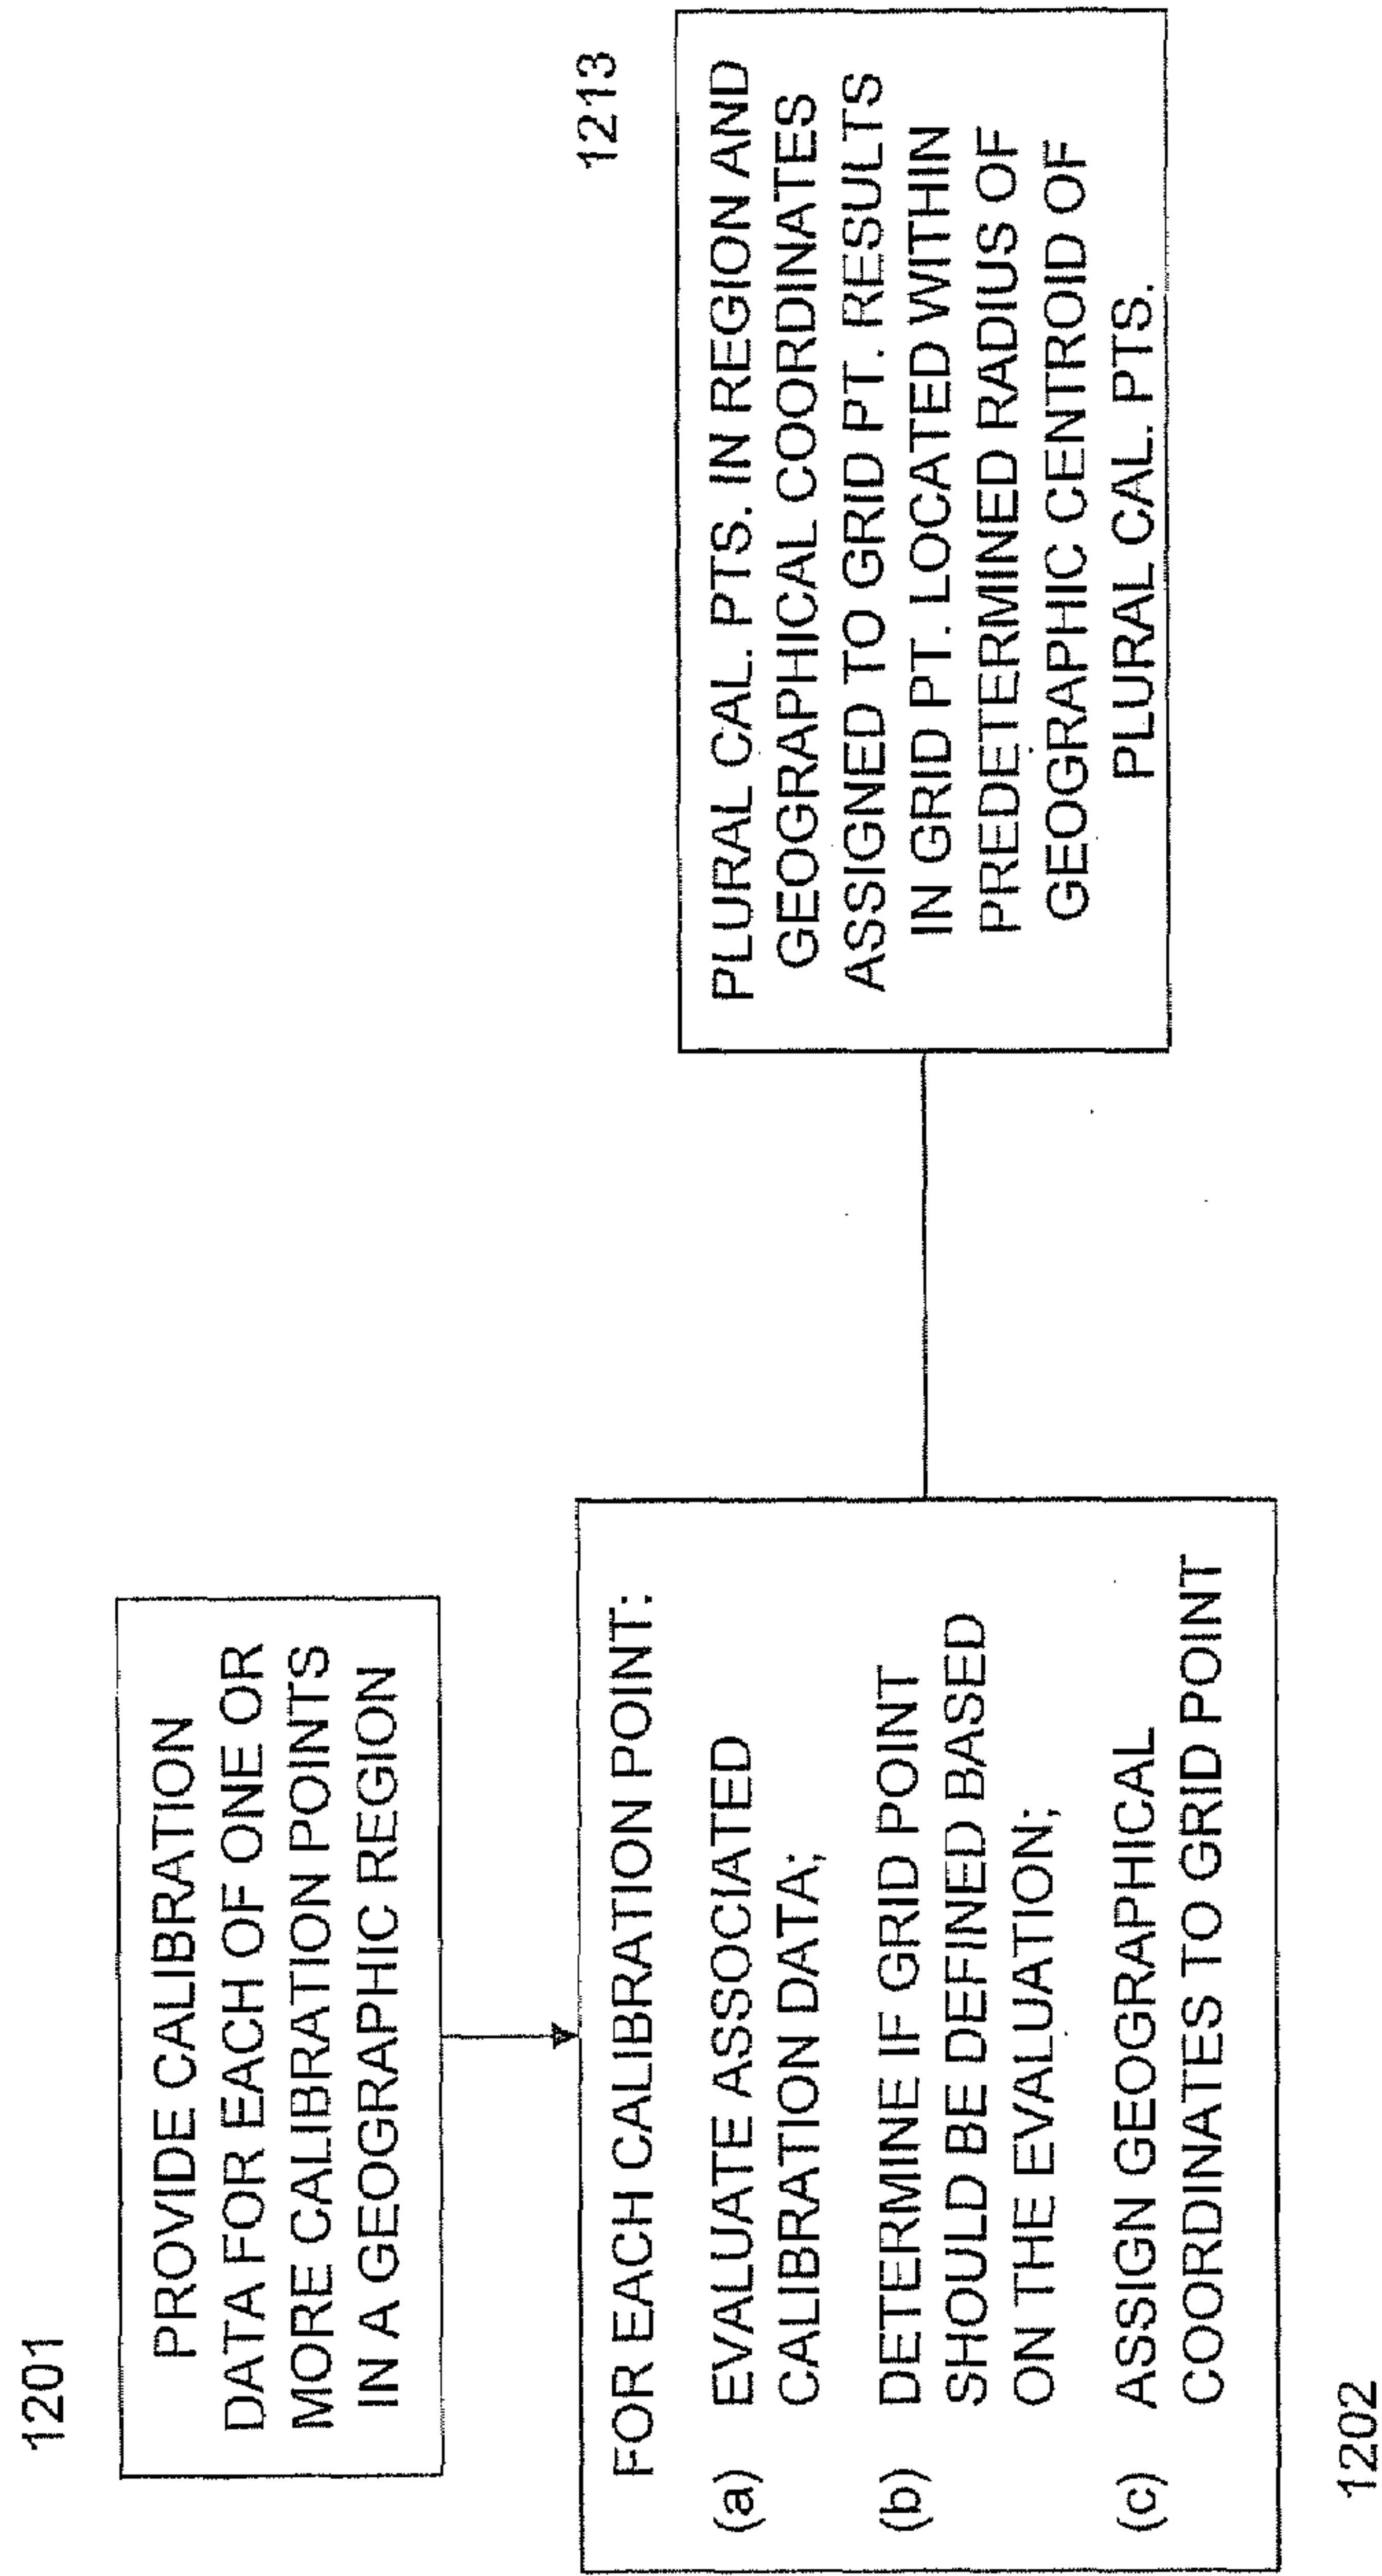 1201
PROVIDE CALIBRATION
DATA FOR EACH OF ONE OR
MORE CALIBRATION POINTS
IN A GEOGRAPHIC REGION
FOR EACH CALIBRATION POINT:
(a) EVALUATE ASSOCIATED
CALIBRATION DATA;
(b) DETERMINE IF GRID POINT
SHOULD BE DEFINED BASED
ON THE EVALUATION;
(c) ASSIGN GEOGRAPHICAL
COORDINATES TO GRID POINT
1202
1213
PLURAL CAL. PTS. IN REGION AND
GEOGRAPHICAL COORDINATES
ASSIGNED TO GRID PT. RESULTS
IN GRID PT. LOCATED WITHIN
PREDETERMINED RADIUS OF
GEOGRAPHIC CENTROID OF
PLURAL CAL. PTS.